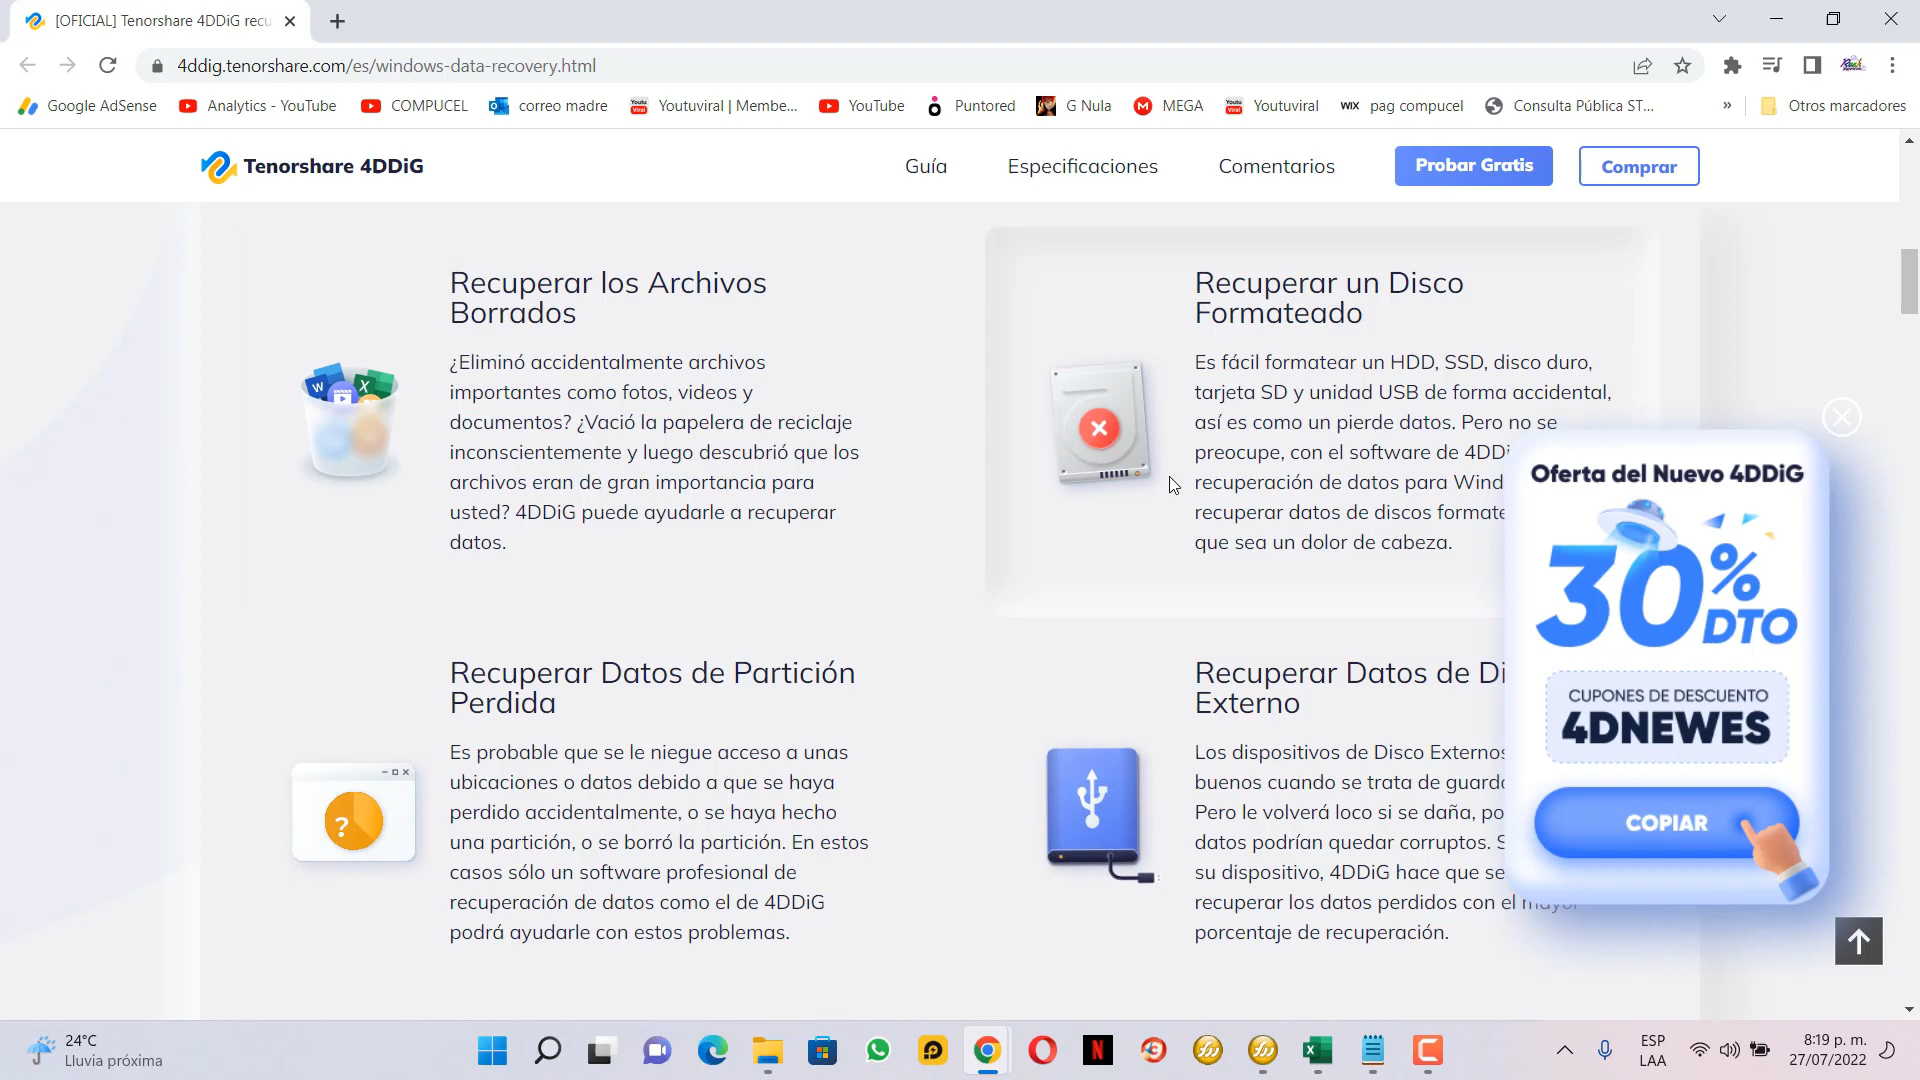 [OFICIAL] Tenorshare 4DDiG recu
4ddig.tenorshare.com/es/windows-data-recovery.html
Google AdSense
Analytics - YouTube
COMPUCEL
correo madre
Youtuviral | Membe...
YouTube
Puntored
G Nula
MEGA
Youtuviral
WIX pag compucel
Consulta Pública ST...
»
Otros marcadores
Tenorshare 4DDiG
Guía
Especificaciones
Comentarios
Probar Gratis
Comprar
Recuperar los Archivos
Borrados
¿Eliminó accidentalmente archivos
importantes como fotos, videos y
documentos? ¿Vació la papelera de reciclaje
inconscientemente y luego descubrió que los
archivos eran de gran importancia para
usted? 4DDiG puede ayudarle a recuperar
datos.
Recuperar un Disco
Formateado
Es fácil formatear un HDD, SSD, disco duro,
tarjeta SD y unidad USB de forma accidental,
así es como un pierde datos. Pero no se
preocupe, con el software de 4DDi
recuperación de datos para Wind
recuperar datos de discos formate
que sea un dolor de cabeza.
Recuperar Datos de Partición
Perdida
Es probable que se le niegue acceso a unas
ubicaciones o datos debido a que se haya
perdido accidentalmente, o se haya hecho
una partición, o se borró la partición. En estos
casos sólo un software profesional de
recuperación de datos como el de 4DDiG
podrá ayudarle con estos problemas.
Recuperar Datos de Di
Externo
Los dispositivos de Disco Externos
buenos cuando se trata de guarda
Pero le volverá loco si se daña, po
datos podrían quedar corruptos. S
su dispositivo, 4DDiG hace que se
recuperar los datos perdidos con el mayor
porcentaje de recuperación.
Oferta del Nuevo 4DDiG
30%
DTO
CUPONES DE DESCUENTO
4DNEWES
COPIAR
24°C
Lluvia próxima
ESP
LAA
8:19 p. m.
27/07/2022